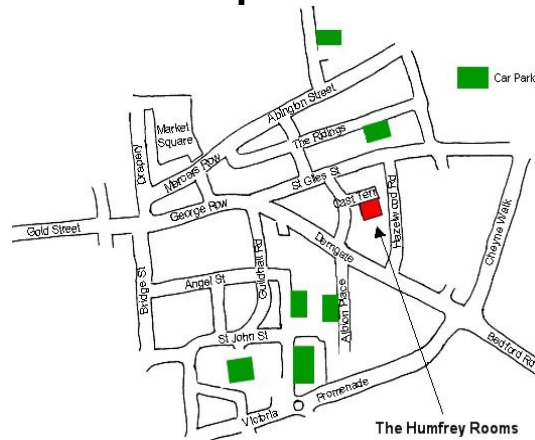 Car Park
Abington Street
Market
Square
The Ridings
Drapery
Mercers Row
St Giles St
Cast Terr
George Row
Hazelwood Rd
Gold Street
Cheyne Walk
Derngate
Guildhall Rd
Bridge St
Angel St
Albion Place
St John St
Bedford Rd
Promenade
Victoria
The Humfrey Rooms